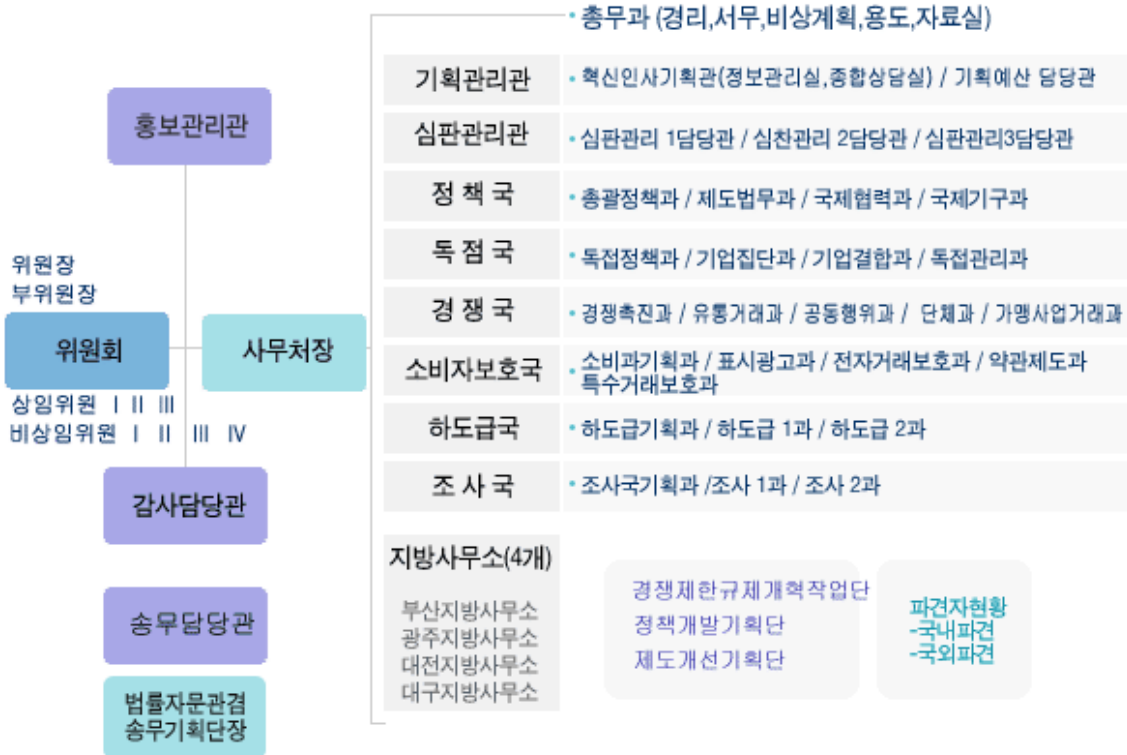 총무과 (경리,서무,비상계획,용도,자료실)
기획관리관
혁신인사기획관(정보관리실,종합상담실) / 기획예산 담당관
홍보관리관
심판관리관
심판관리 1담당관 / 심찬관리 2담당관 / 심판관리3담당관
정 책 국
총괄정책과 / 제도법무과 / 국제협력과 / 국제기구과
독 점 국
독접정책과 / 기업집단과 / 기업결합과 / 독접관리과
위원장
부위원장
경 쟁 국
경쟁촉진과 / 유통거래과 / 공동행위과 / 단체과 / 가맹사업거래과
위원회
사무처장
소비자보호국
소비과기획과 / 표시광고과 / 전자거래보호과 / 약관제도과
특수거래보호과
상임위원 I II III
비상임위원 I II III IV
하도급국
하도급기획과 / 하도급 1과 / 하도급 2과
감사담당관
조 사 국
조사국기획과 /조사 1과 / 조사 2과
지방사무소(4개)
부산지방사무소
광주지방사무소
대전지방사무소
대구지방사무소
경쟁제한규제개혁작업단
정책개발기획단
제도개선기획단
파견자현황
-국내파견
-국외파견
송무담당관
법률자문관겸
송무기획단장